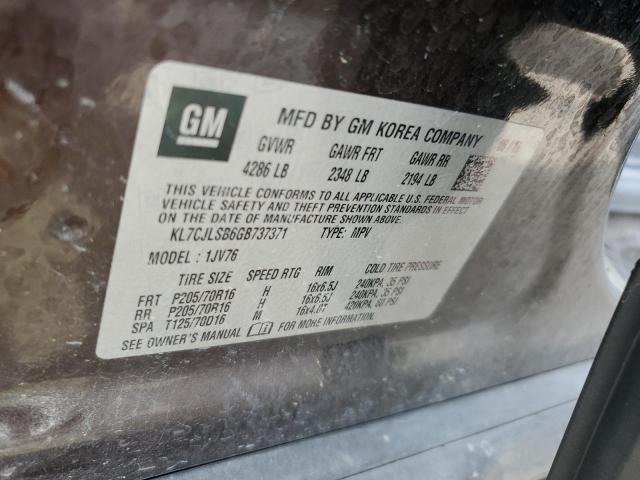 GM
MFD BY GM KOREA COMPANY
GVWR GAWR FRT GAWR RR
4286 LB 2348 LB 2194 LB
THIS VEHICLE CONFORMS TO ALL APPLICABLE U.S. FEDERAL MOTOR
VEHICLE SAFETY AND THEFT PREVENTION STANDARDS IN EFFECT
ON THE DATE OF MANUFACTURE SHOWN ABOVE.
KL7CJLSB6GB737371 TYPE: MPV
MODEL : 1JV76
TIRE SIZE SPEED RTG RIM COLD TIRE PRESSURE
FRT P205/70R16 H 16x6.5J 240KPA, 35 PSI
RR P205/70R16 H 16x6.5J 240KPA, 35 PSI
SPA T125/70D16 M 16x4.0T 420KPA, 60 PSI
SEE OWNER'S MANUAL FOR MORE INFORMATION.